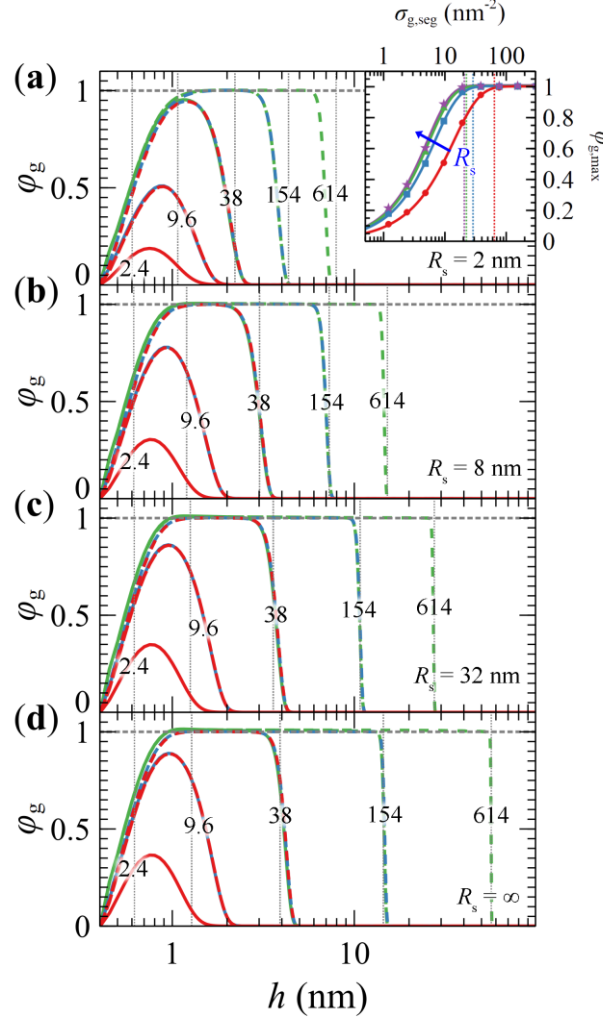 σg,seg (nm-2)
1 10 100
(a)
1
0.5
0
φg
2.4
9.6
38
154
614
Rs
1
0.8
0.6
0.4
0.2
0
φg,max
Rs = 2 nm
(b)
1
0.5
0
φg
2.4
9.6
38
154
614
Rs = 8 nm
(c)
1
0.5
0
φg
2.4
9.6
38
154
614
Rs = 32 nm
(d)
1
0.5
0
φg
2.4
9.6
38
154
614
Rs = ∞
1 10
h (nm)